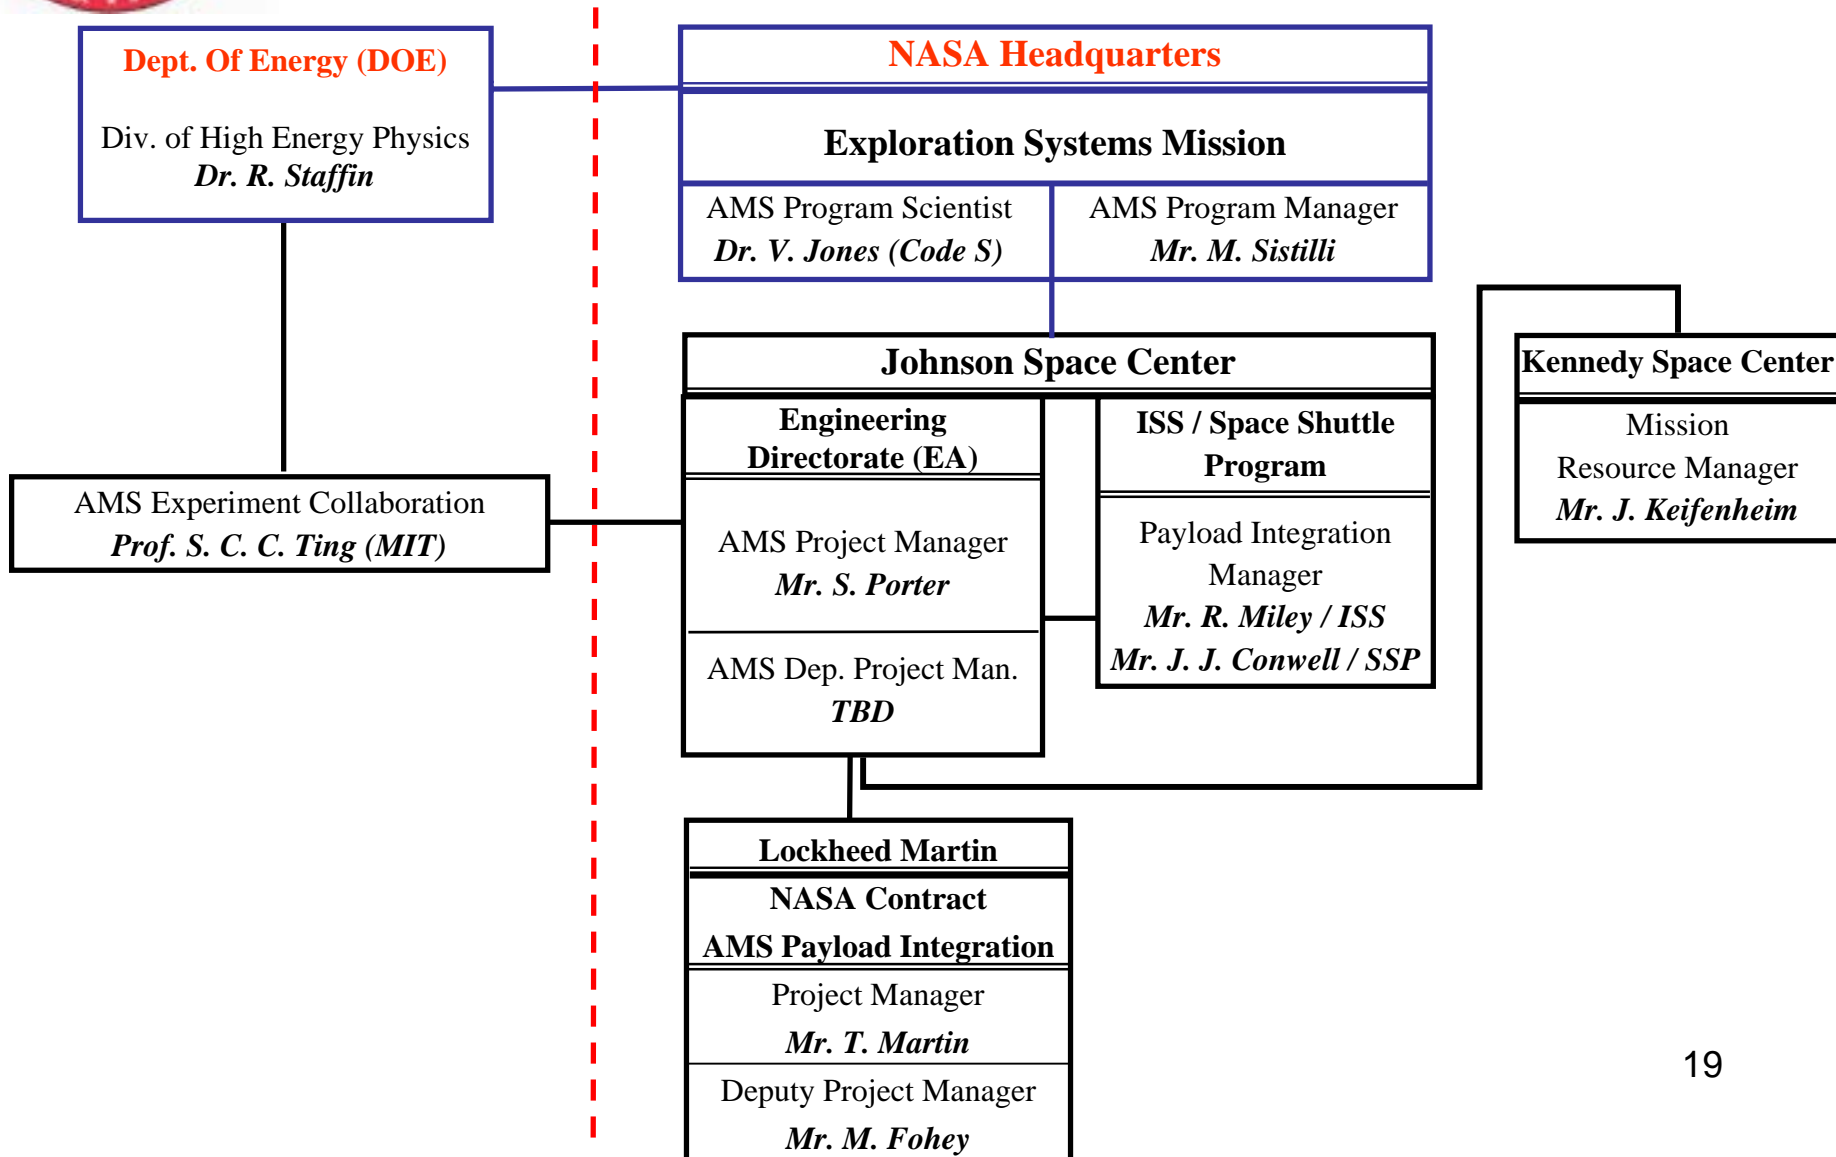 Dept. Of Energy (DOE)
Div. of High Energy Physics
Dr. R. Staffin
NASA Headquarters
Exploration Systems Mission
AMS Program Scientist
Dr. V. Jones (Code S)
AMS Program Manager
Mr. M. Sistilli
Johnson Space Center
Engineering
Directorate (EA)
AMS Project Manager
Mr. S. Porter
AMS Dep. Project Man.
TBD
ISS / Space Shuttle
Program
Payload Integration
Manager
Mr. R. Miley / ISS
Mr. J. J. Conwell / SSP
Kennedy Space Center
Mission
Resource Manager
Mr. J. Keifenheim
AMS Experiment Collaboration
Prof. S. C. C. Ting (MIT)
Lockheed Martin
NASA Contract
AMS Payload Integration
Project Manager
Mr. T. Martin
Deputy Project Manager
Mr. M. Fohey
19